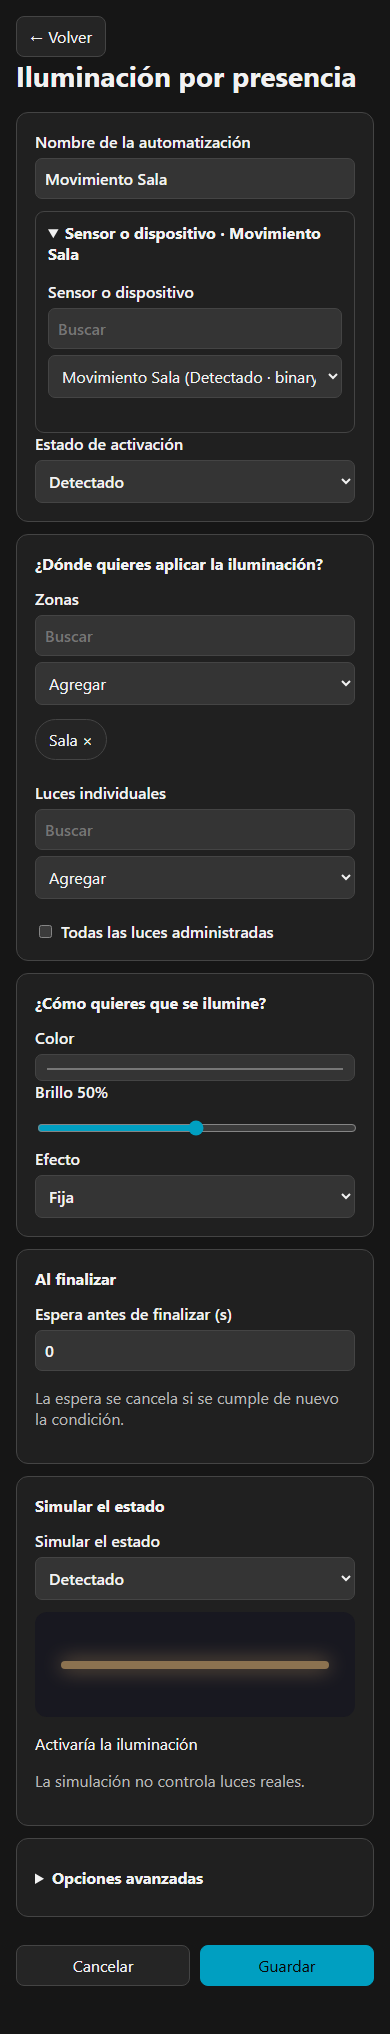 ← Volver
Iluminación por presencia
Nombre de la automatización
Movimiento Sala
▼ Sensor o dispositivo · Movimiento
Sala
Sensor o dispositivo
Buscar
Movimiento Sala (Detectado · binary
Estado de activación
Detectado
¿Dónde quieres aplicar la iluminación?
Zonas
Buscar
Agregar
Sala ×
Luces individuales
Buscar
Agregar
Todas las luces administradas
¿Cómo quieres que se ilumine?
Color
Brillo 50%
Efecto
Fija
Al finalizar
Espera antes de finalizar (s)
0
La espera se cancela si se cumple de nuevo
la condición.
Simular el estado
Simular el estado
Detectado
Activaría la iluminación
La simulación no controla luces reales.
▶ Opciones avanzadas
Cancelar
Guardar